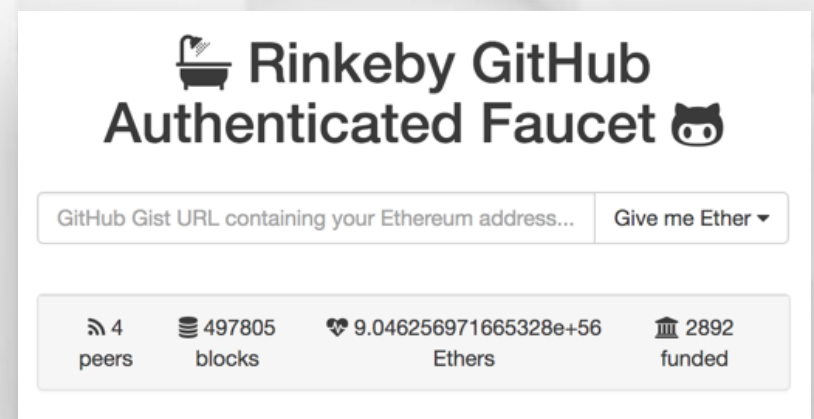 Rinkeby GitHub
Authenticated Faucet
GitHub Gist URL containing your Ethereum address...
Give me Ether
4
peers
497805
blocks
9.046256971665328e+56
Ethers
2892
funded